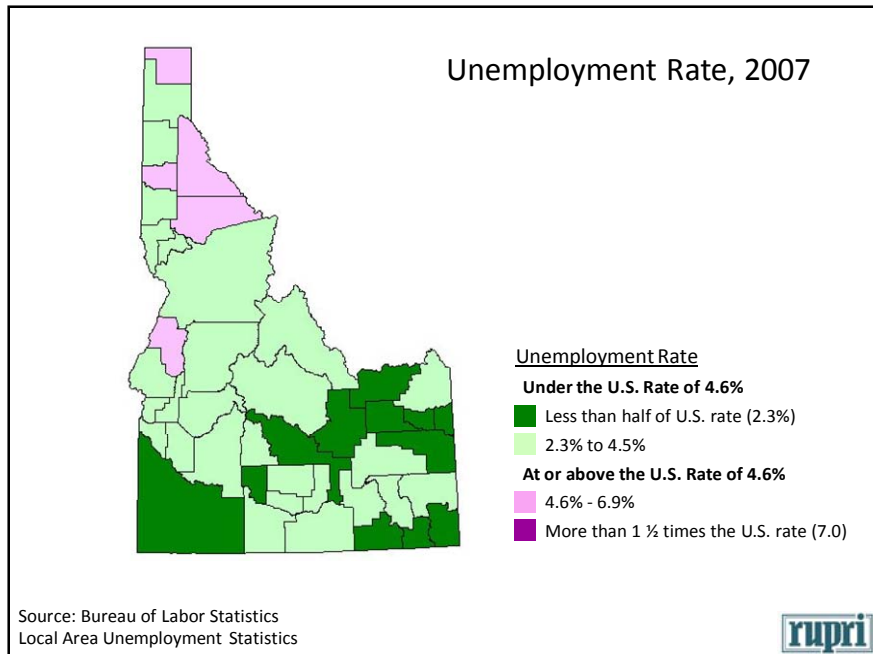 Unemployment Rate, 2007
Unemployment Rate
Under the U.S. Rate of 4.6%
Less than half of U.S. rate (2.3%)
2.3% to 4.5%
At or above the U.S. Rate of 4.6%
4.6% - 6.9%
More than 1 ½ times the U.S. rate (7.0)
Source: Bureau of Labor Statistics
Local Area Unemployment Statistics
rupri